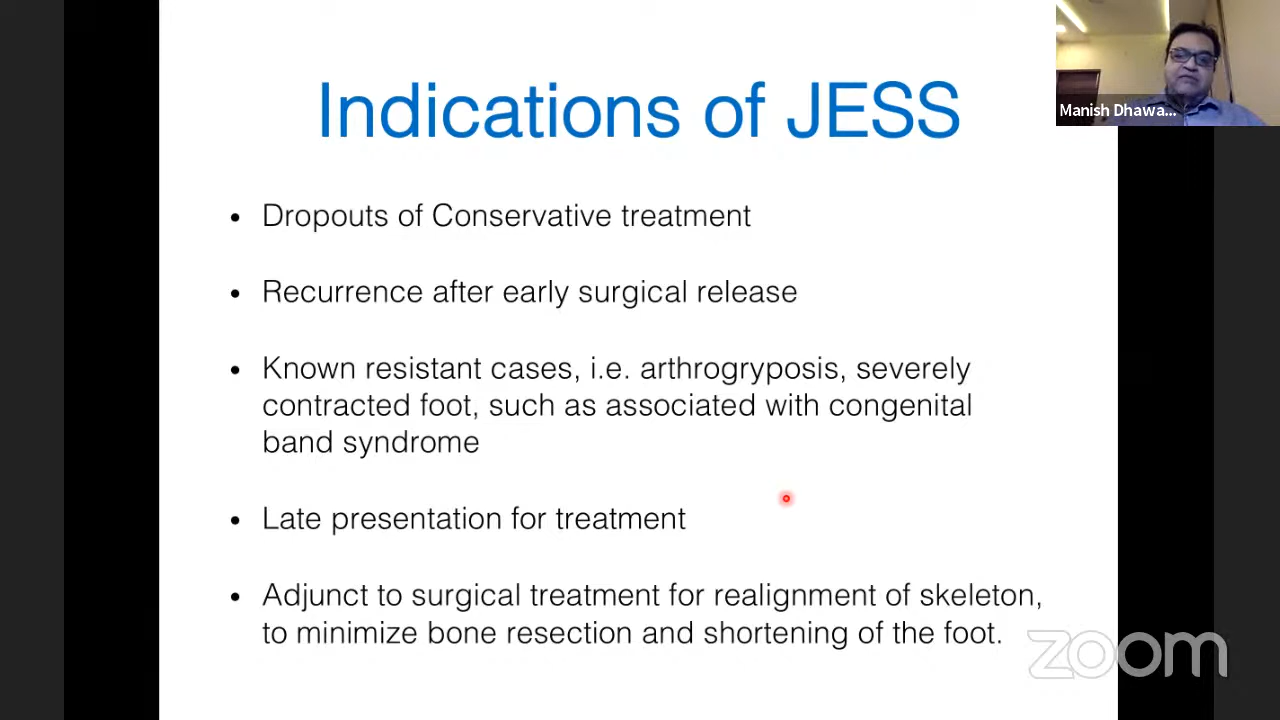 Indications of JESS
Manish Dhawa...
• Dropouts of Conservative treatment
• Recurrence after early surgical release
• Known resistant cases, i.e. arthrogryposis, severely
contracted foot, such as associated with congenital
band syndrome
• Late presentation for treatment
• Adjunct to surgical treatment for realignment of skeleton,
to minimize bone resection and shortening of the foot.
zoom